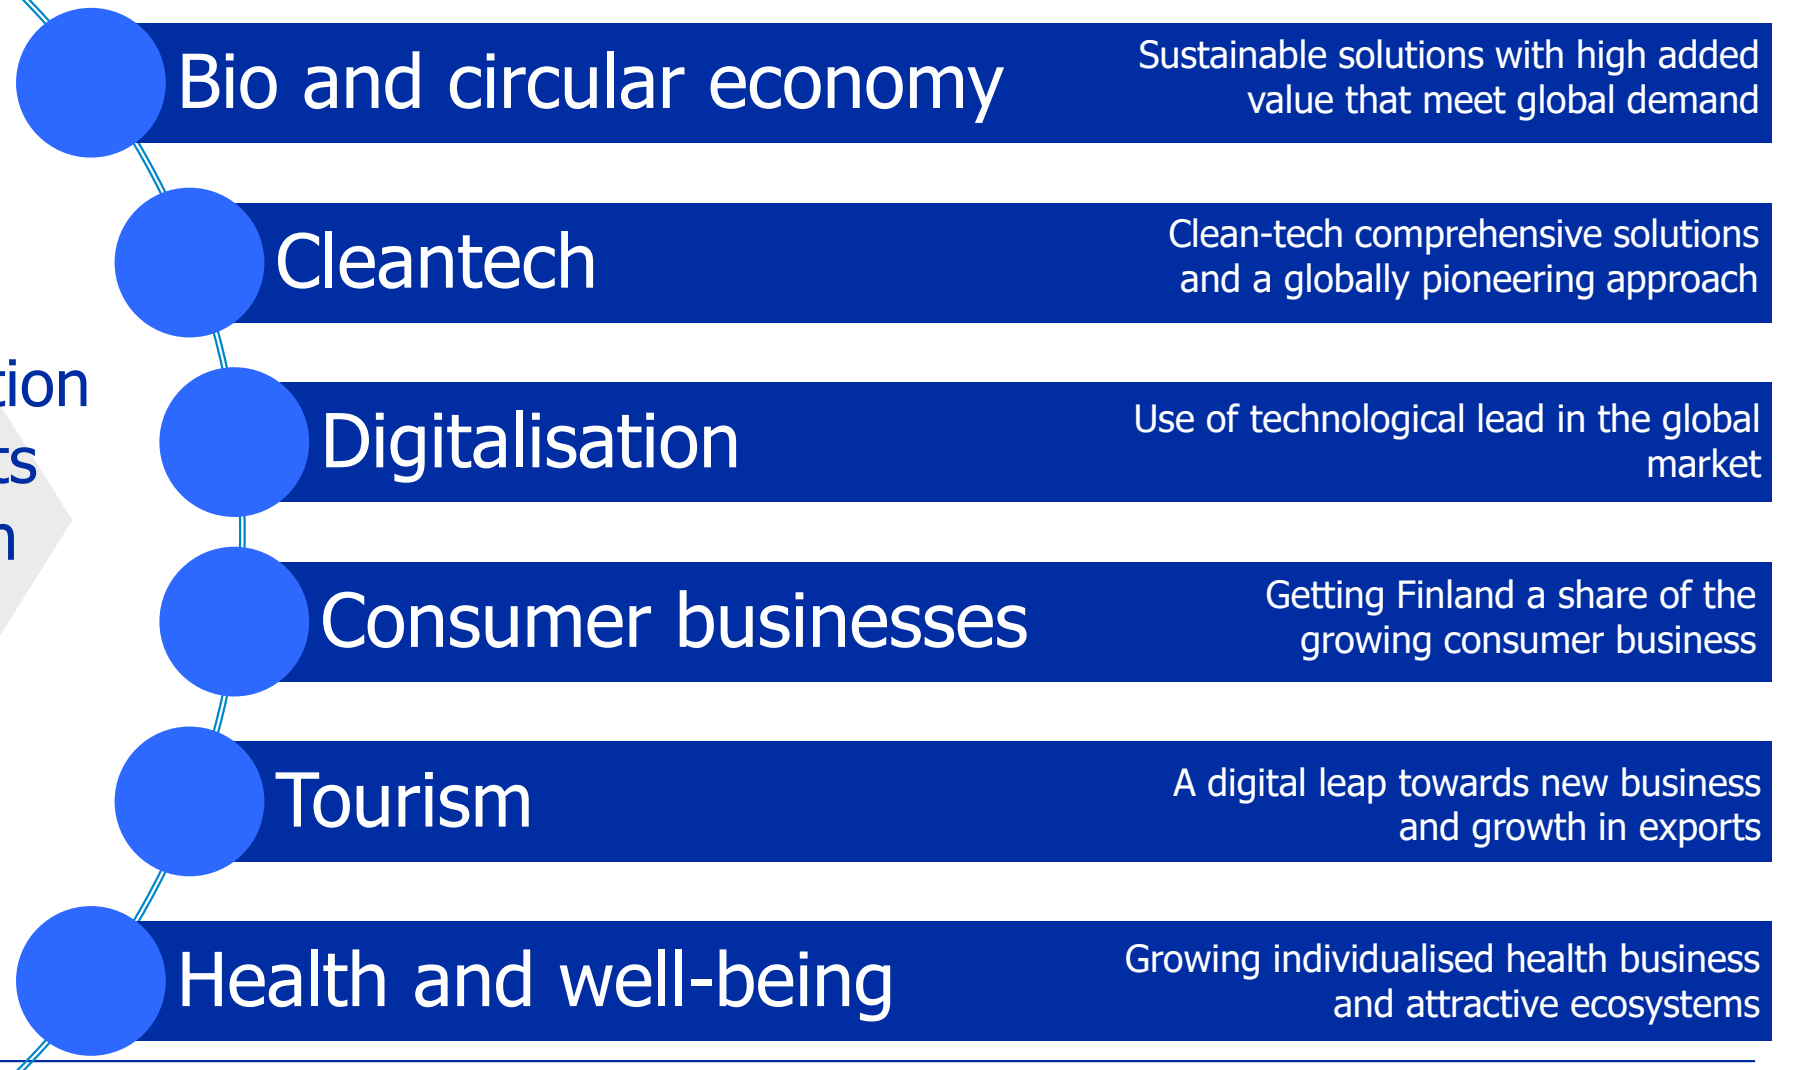 Bio and circular economy
Sustainable solutions with high added
value that meet global demand
Cleantech
Clean-tech comprehensive solutions
and a globally pioneering approach
Digitalisation
Use of technological lead in the global
market
Consumer businesses
Getting Finland a share of the
growing consumer business
Tourism
A digital leap towards new business
and growth in exports
Health and well-being
Growing individualised health business
and attractive ecosystems